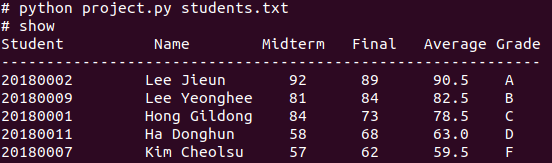 # python project.py students.txt
# show
Student Name Midterm Final Average Grade
------------------------------------------------------------
20180002 Lee Jieun 92 89 90.5 A
20180009 Lee Yeonghee 81 84 82.5 B
20180001 Hong Gildong 84 73 78.5 C
20180011 Ha Donghun 58 68 63.0 D
20180007 Kim Cheolsu 57 62 59.5 F